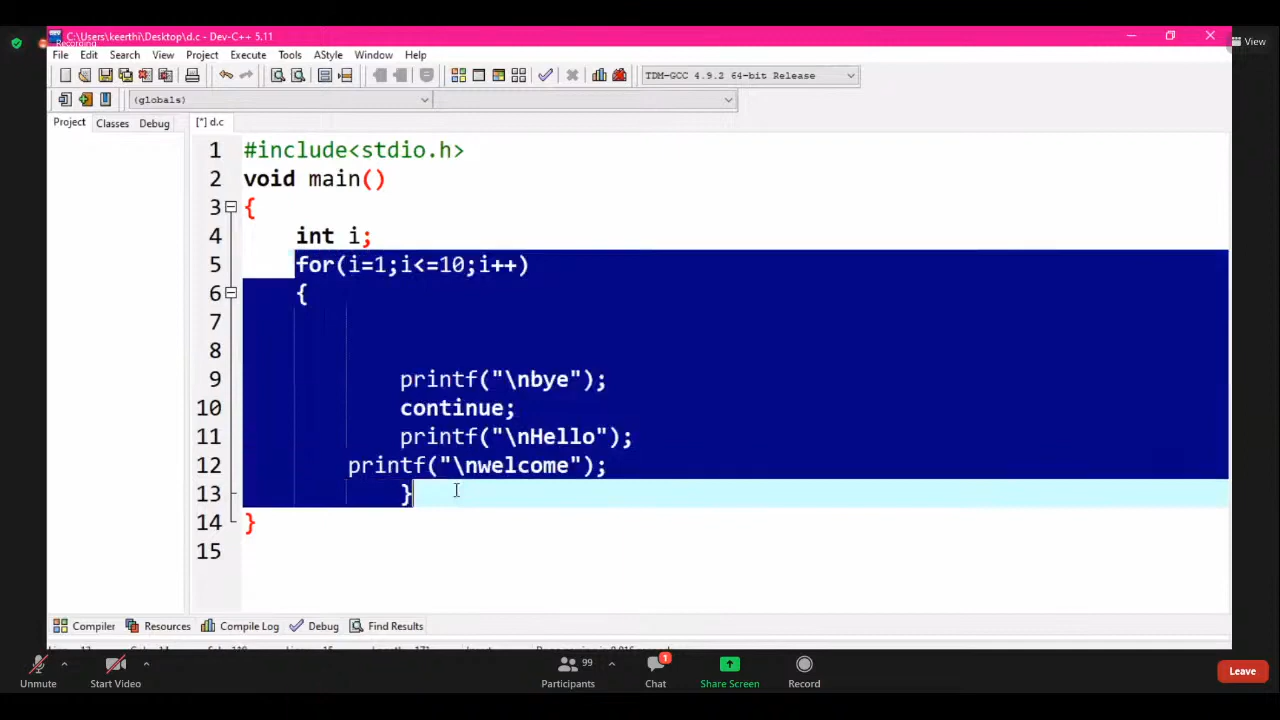 C:\Users\keerthi\Desktop\d.c - Dev-C++ 5.11
Recording
View
File Edit Search View Project Execute Tools AStyle Window Help
TDM-GCC 4.9.2 64-bit Release
(globals)
Project Classes Debug
[*] d.c
1 #include<stdio.h>
2 void main()
3 {
4 int i;
5 for(i=1;i<=10;i++)
6 {
7
8
9 printf("\nbye");
10 continue;
11 printf("\nHello");
12 printf("\nwelcome");
13 }
14 }
15
Compiler Resources Compile Log Debug Find Results
99
1
Unmute Start Video Participants Chat Share Screen Record Leave